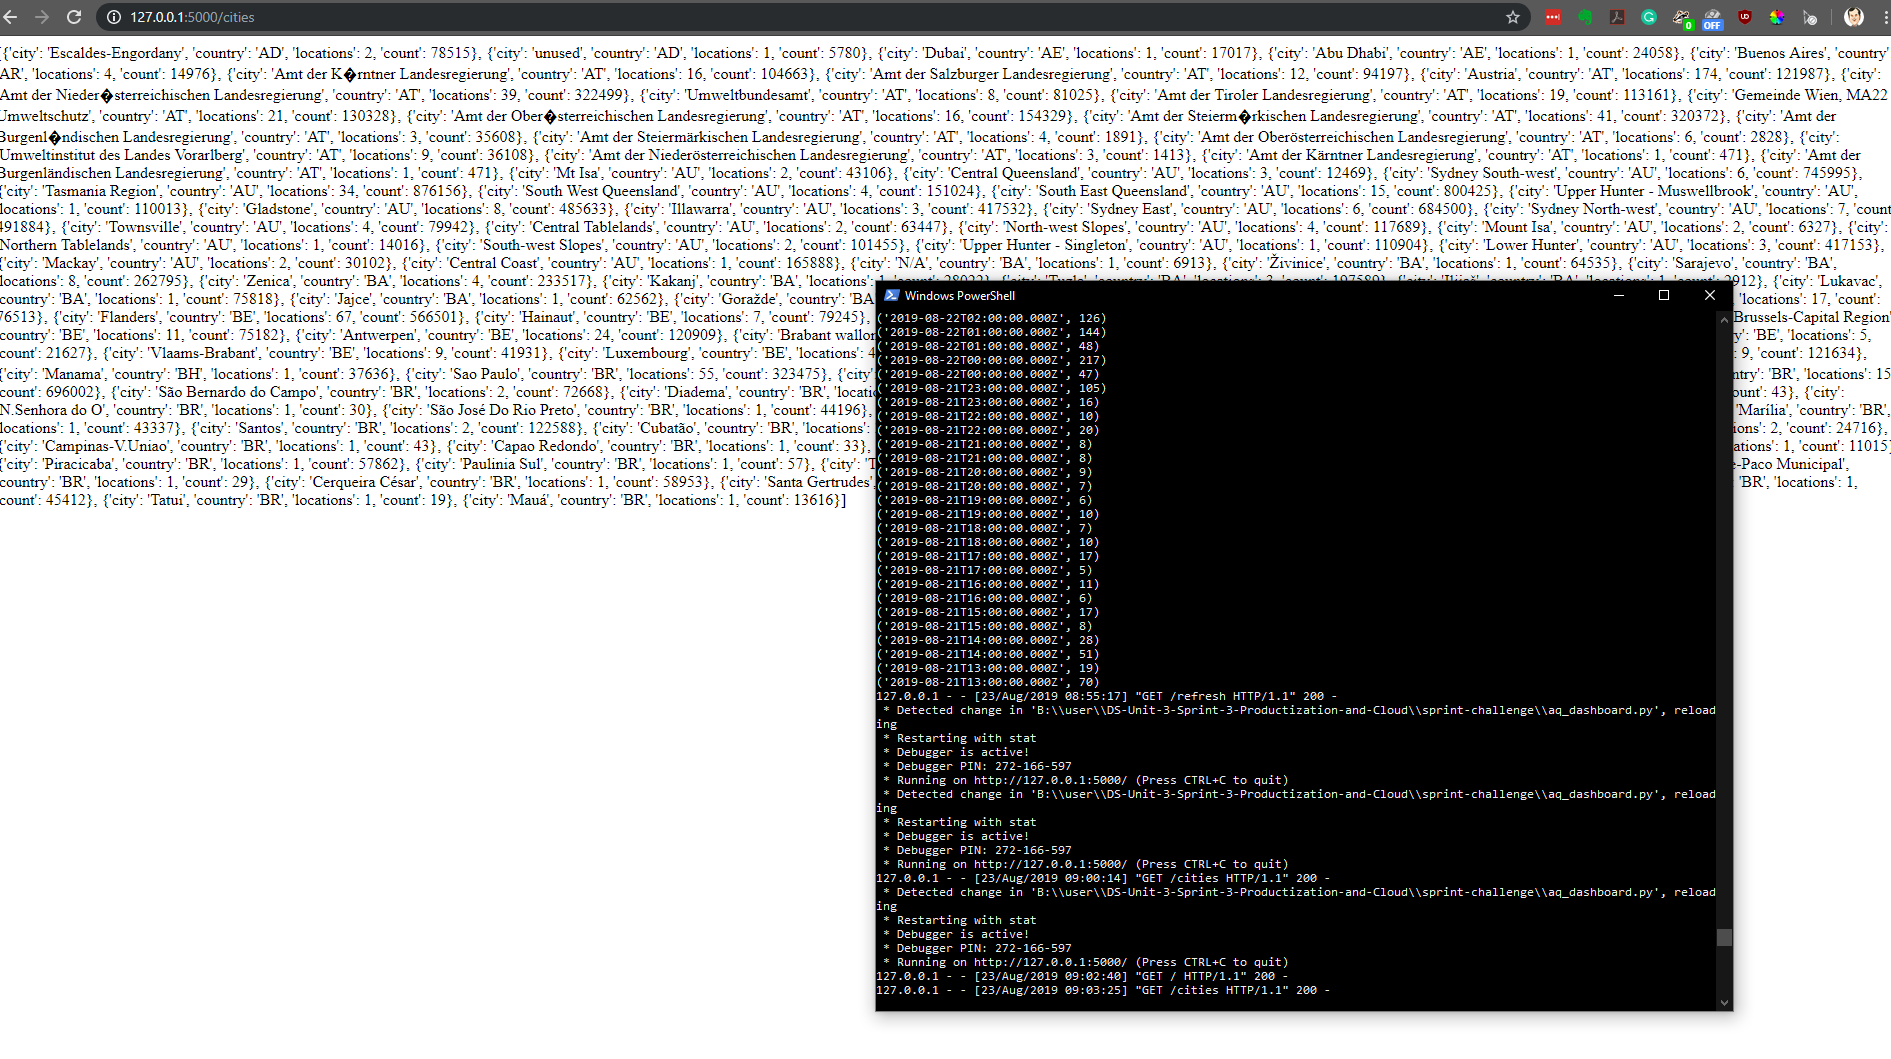 127.0.0.1:5000/cities
0
OFF
[{'city': 'Escaldes-Engordany', 'country': 'AD', 'locations': 2, 'count': 78515}, {'city': 'unused', 'country': 'AD', 'locations': 1, 'count': 5780}, {'city': 'Dubai', 'country': 'AE', 'locations': 1, 'count': 17017}, {'city': 'Abu Dhabi', 'country': 'AE', 'locations': 1, 'count': 24058}, {'city': 'Buenos Aires', 'country'
AR', 'locations': 4, 'count': 14976}, {'city': 'Amt der K�rntner Landesregierung', 'country': 'AT', 'locations': 16, 'count': 104663}, {'city': 'Amt der Salzburger Landesregierung', 'country': 'AT', 'locations': 12, 'count': 94197}, {'city': 'Austria', 'country': 'AT', 'locations': 174, 'count': 121987}, {'city':
Amt der Nieder�sterreichischen Landesregierung', 'country': 'AT', 'locations': 39, 'count': 322499}, {'city': 'Umweltbundesamt', 'country': 'AT', 'locations': 8, 'count': 81025}, {'city': 'Amt der Tiroler Landesregierung', 'country': 'AT', 'locations': 19, 'count': 113161}, {'city': 'Gemeinde Wien, MA22
Umweltschutz', 'country': 'AT', 'locations': 21, 'count': 130328}, {'city': 'Amt der Ober�sterreichischen Landesregierung', 'country': 'AT', 'locations': 16, 'count': 154329}, {'city': 'Amt der Steierm�rkischen Landesregierung', 'country': 'AT', 'locations': 41, 'count': 320372}, {'city': 'Amt der
Burgenl�ndischen Landesregierung', 'country': 'AT', 'locations': 3, 'count': 35608}, {'city': 'Amt der Steiermärkischen Landesregierung', 'country': 'AT', 'locations': 4, 'count': 1891}, {'city': 'Amt der Oberösterreichischen Landesregierung', 'country': 'AT', 'locations': 6, 'count': 2828}, {'city':
Umweltinstitut des Landes Vorarlberg', 'country': 'AT', 'locations': 9, 'count': 36108}, {'city': 'Amt der Niederösterreichischen Landesregierung', 'country': 'AT', 'locations': 3, 'count': 1413}, {'city': 'Amt der Kärntner Landesregierung', 'country': 'AT', 'locations': 1, 'count': 471}, {'city': 'Amt der
Burgenländischen Landesregierung', 'country': 'AT', 'locations': 1, 'count': 471}, {'city': 'Mt Isa', 'country': 'AU', 'locations': 2, 'count': 43106}, {'city': 'Central Queensland', 'country': 'AU', 'locations': 3, 'count': 12469}, {'city': 'Sydney South-west', 'country': 'AU', 'locations': 6, 'count': 745995},
{'city': 'Tasmania Region', 'country': 'AU', 'locations': 34, 'count': 876156}, {'city': 'South West Queensland', 'country': 'AU', 'locations': 4, 'count': 151024}, {'city': 'South East Queensland', 'country': 'AU', 'locations': 15, 'count': 800425}, {'city': 'Upper Hunter - Muswellbrook', 'country': 'AU',
locations': 1, 'count': 110013}, {'city': 'Gladstone', 'country': 'AU', 'locations': 8, 'count': 485633}, {'city': 'Illawarra', 'country': 'AU', 'locations': 3, 'count': 417532}, {'city': 'Sydney East', 'country': 'AU', 'locations': 6, 'count': 684500}, {'city': 'Sydney North-west', 'country': 'AU', 'locations': 7, 'count
491884}, {'city': 'Townsville', 'country': 'AU', 'locations': 4, 'count': 79942}, {'city': 'Central Tablelands', 'country': 'AU', 'locations': 2, 'count': 63447}, {'city': 'North-west Slopes', 'country': 'AU', 'locations': 4, 'count': 117689}, {'city': 'Mount Isa', 'country': 'AU', 'locations': 2, 'count': 6327}, {'city':
Northern Tablelands', 'country': 'AU', 'locations': 1, 'count': 14016}, {'city': 'South-west Slopes', 'country': 'AU', 'locations': 2, 'count': 101455}, {'city': 'Upper Hunter - Singleton', 'country': 'AU', 'locations': 1, 'count': 110904}, {'city': 'Lower Hunter', 'country': 'AU', 'locations': 3, 'count': 417153},
{'city': 'Mackay', 'country': 'AU', 'locations': 2, 'count': 30102}, {'city': 'Central Coast', 'country': 'AU', 'locations': 1, 'count': 165888}, {'city': 'N/A', 'country': 'BA', 'locations': 1, 'count': 6913}, {'city': 'Živinice', 'country': 'BA', 'locations': 1, 'count': 64535}, {'city': 'Sarajevo', 'country': 'BA',
locations': 8, 'count': 262795}, {'city': 'Zenica', 'country': 'BA', 'locations': 4, 'count': 233517}, {'city': 'Kakanj', 'country': 'BA', 'locations': {'city': 'Lukavac',
country': 'BA', 'locations': 1, 'count': 75818}, {'city': 'Jajce', 'country': 'BA', 'locations': 1, 'count': 62562}, {'city': 'Goražde', 'country': 'BA 'locations': 17, 'count':
76513}, {'city': 'Flanders', 'country': 'BE', 'locations': 67, 'count': 566501}, {'city': 'Hainaut', 'country': 'BE', 'locations': 7, 'count': 79245}, Brussels-Capital Region'
country': 'BE', 'locations': 11, 'count': 75182}, {'city': 'Antwerpen', 'country': 'BE', 'locations': 24, 'count': 120909}, {'city': 'Brabant wallon 'BE', 'locations': 5,
count': 21627}, {'city': 'Vlaams-Brabant', 'country': 'BE', 'locations': 9, 'count': 41931}, {'city': 'Luxembourg', 'country': 'BE', 'locations': 4 9, 'count': 121634},
{'city': 'Manama', 'country': 'BH', 'locations': 1, 'count': 37636}, {'city': 'Sao Paulo', 'country': 'BR', 'locations': 55, 'count': 323475}, {'city': 'BR', 'locations': 15
count': 696002}, {'city': 'São Bernardo do Campo', 'country': 'BR', 'locations': 2, 'count': 72668}, {'city': 'Diadema', 'country': 'BR', 'locations 'count': 43}, {'city':
N.Senhora do O', 'country': 'BR', 'locations': 1, 'count': 30}, {'city': 'São José Do Rio Preto', 'country': 'BR', 'locations': 1, 'count': 44196}, 'Marília', 'country': 'BR',
locations': 1, 'count': 43337}, {'city': 'Santos', 'country': 'BR', 'locations': 2, 'count': 122588}, {'city': 'Cubatão', 'country': 'BR', 'locations': 2, 'count': 24716},
{'city': 'Campinas-V.Uniao', 'country': 'BR', 'locations': 1, 'count': 43}, {'city': 'Capao Redondo', 'country': 'BR', 'locations': 1, 'count': 33}, 1, 'count': 11015}
{'city': 'Piracicaba', 'country': 'BR', 'locations': 1, 'count': 57862}, {'city': 'Paulinia Sul', 'country': 'BR', 'locations': 1, 'count': 57}, {'city': 'T e-Paco Municipal',
country': 'BR', 'locations': 1, 'count': 29}, {'city': 'Cerqueira César', 'country': 'BR', 'locations': 1, 'count': 58953}, {'city': 'Santa Gertrudes' 'BR', 'locations': 1,
count': 45412}, {'city': 'Tatui', 'country': 'BR', 'locations': 1, 'count': 19}, {'city': 'Mauá', 'country': 'BR', 'locations': 1, 'count': 13616}]
Windows PowerShell
('2019-08-22T02:00:00.000Z', 126)
('2019-08-22T01:00:00.000Z', 144)
('2019-08-22T01:00:00.000Z', 48)
('2019-08-22T00:00:00.000Z', 217)
('2019-08-22T00:00:00.000Z', 47)
('2019-08-21T23:00:00.000Z', 105)
('2019-08-21T23:00:00.000Z', 16)
('2019-08-21T22:00:00.000Z', 10)
('2019-08-21T22:00:00.000Z', 20)
('2019-08-21T21:00:00.000Z', 8)
('2019-08-21T21:00:00.000Z', 8)
('2019-08-21T20:00:00.000Z', 9)
('2019-08-21T20:00:00.000Z', 7)
('2019-08-21T19:00:00.000Z', 6)
('2019-08-21T19:00:00.000Z', 10)
('2019-08-21T18:00:00.000Z', 7)
('2019-08-21T18:00:00.000Z', 10)
('2019-08-21T17:00:00.000Z', 17)
('2019-08-21T17:00:00.000Z', 5)
('2019-08-21T16:00:00.000Z', 11)
('2019-08-21T16:00:00.000Z', 6)
('2019-08-21T15:00:00.000Z', 17)
('2019-08-21T15:00:00.000Z', 8)
('2019-08-21T14:00:00.000Z', 28)
('2019-08-21T14:00:00.000Z', 51)
('2019-08-21T13:00:00.000Z', 19)
('2019-08-21T13:00:00.000Z', 70)
127.0.0.1 - - [23/Aug/2019 08:55:17] "GET /refresh HTTP/1.1" 200 -
* Detected change in 'B:\\user\\DS-Unit-3-Sprint-3-Productization-and-Cloud\\sprint-challenge\\aq_dashboard.py', reload
ing
* Restarting with stat
* Debugger is active!
* Debugger PIN: 272-166-597
* Running on http://127.0.0.1:5000/ (Press CTRL+C to quit)
* Detected change in 'B:\\user\\DS-Unit-3-Sprint-3-Productization-and-Cloud\\sprint-challenge\\aq_dashboard.py', reload
ing
* Restarting with stat
* Debugger is active!
* Debugger PIN: 272-166-597
* Running on http://127.0.0.1:5000/ (Press CTRL+C to quit)
127.0.0.1 - - [23/Aug/2019 09:00:14] "GET /cities HTTP/1.1" 200 -
* Detected change in 'B:\\user\\DS-Unit-3-Sprint-3-Productization-and-Cloud\\sprint-challenge\\aq_dashboard.py', reload
ing
* Restarting with stat
* Debugger is active!
* Debugger PIN: 272-166-597
* Running on http://127.0.0.1:5000/ (Press CTRL+C to quit)
127.0.0.1 - - [23/Aug/2019 09:02:40] "GET / HTTP/1.1" 200 -
127.0.0.1 - - [23/Aug/2019 09:03:25] "GET /cities HTTP/1.1" 200 -